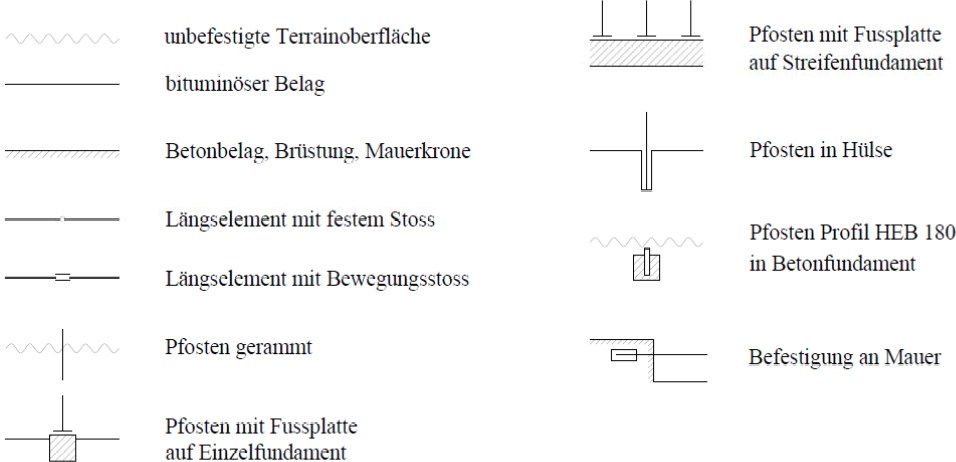 unbefestigte Terrainoberfläche
bituminöser Belag
Betonbelag, Brüstung, Mauerkrone
Längselement mit festem Stoss
Längselement mit Bewegungsstoss
Pfosten gerammt
Pfosten mit Fussplatte
auf Einzelfundament
Pfosten mit Fussplatte
auf Streifenfundament
Pfosten in Hülse
Pfosten Profil HEB 180
in Betonfundament
Befestigung an Mauer